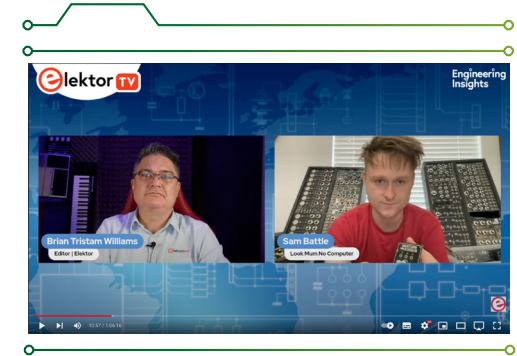 elektor TV
Engineering
Insights
Brian Tristam Williams
Editor | Elektor
Sam Battle
Look Mum No Computer